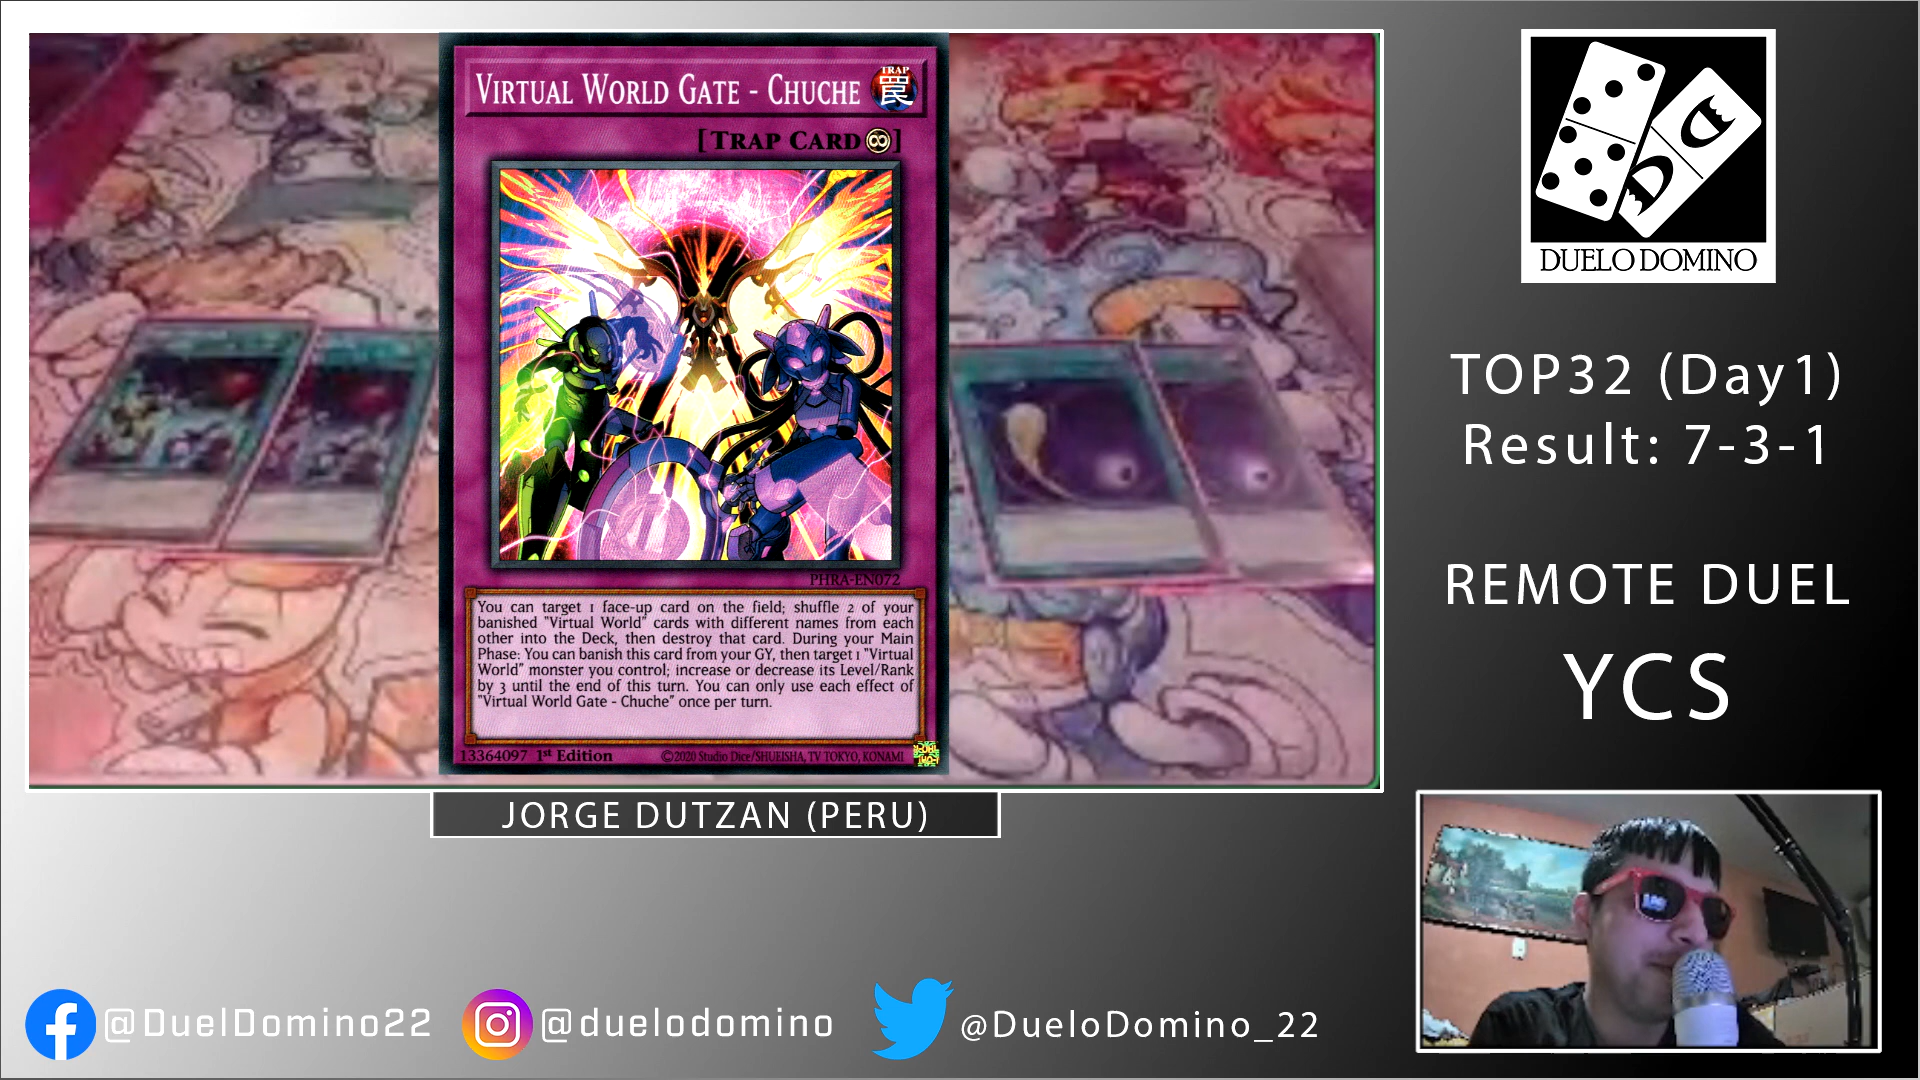 VIRTUAL WORLD GATE - CHUCHE
TRAP
罠
[TRAP CARD]
PHRA-EN072
You can target 1 face-up card on the field; shuffle 2 of your
banished "Virtual World" cards with different names from each
other into the Deck, then destroy that card. During your Main
Phase: You can banish this card from your GY, then target 1 "Virtual
World" monster you control; increase or decrease its Level/Rank
by 3 until the end of this turn. You can only use each effect of
"Virtual World Gate - Chuche" once per turn.
13364097 1st Edition ©2020 Studio Dice/SHUEISHA, TV TOKYO, KONAMI
JORGE DUTZAN (PERU)
DUELO DOMINO
TOP32 (Day1)
Result: 7-3-1
REMOTE DUEL
YCS
@DuelDomino22
@duelodomino
@DueloDomino_22